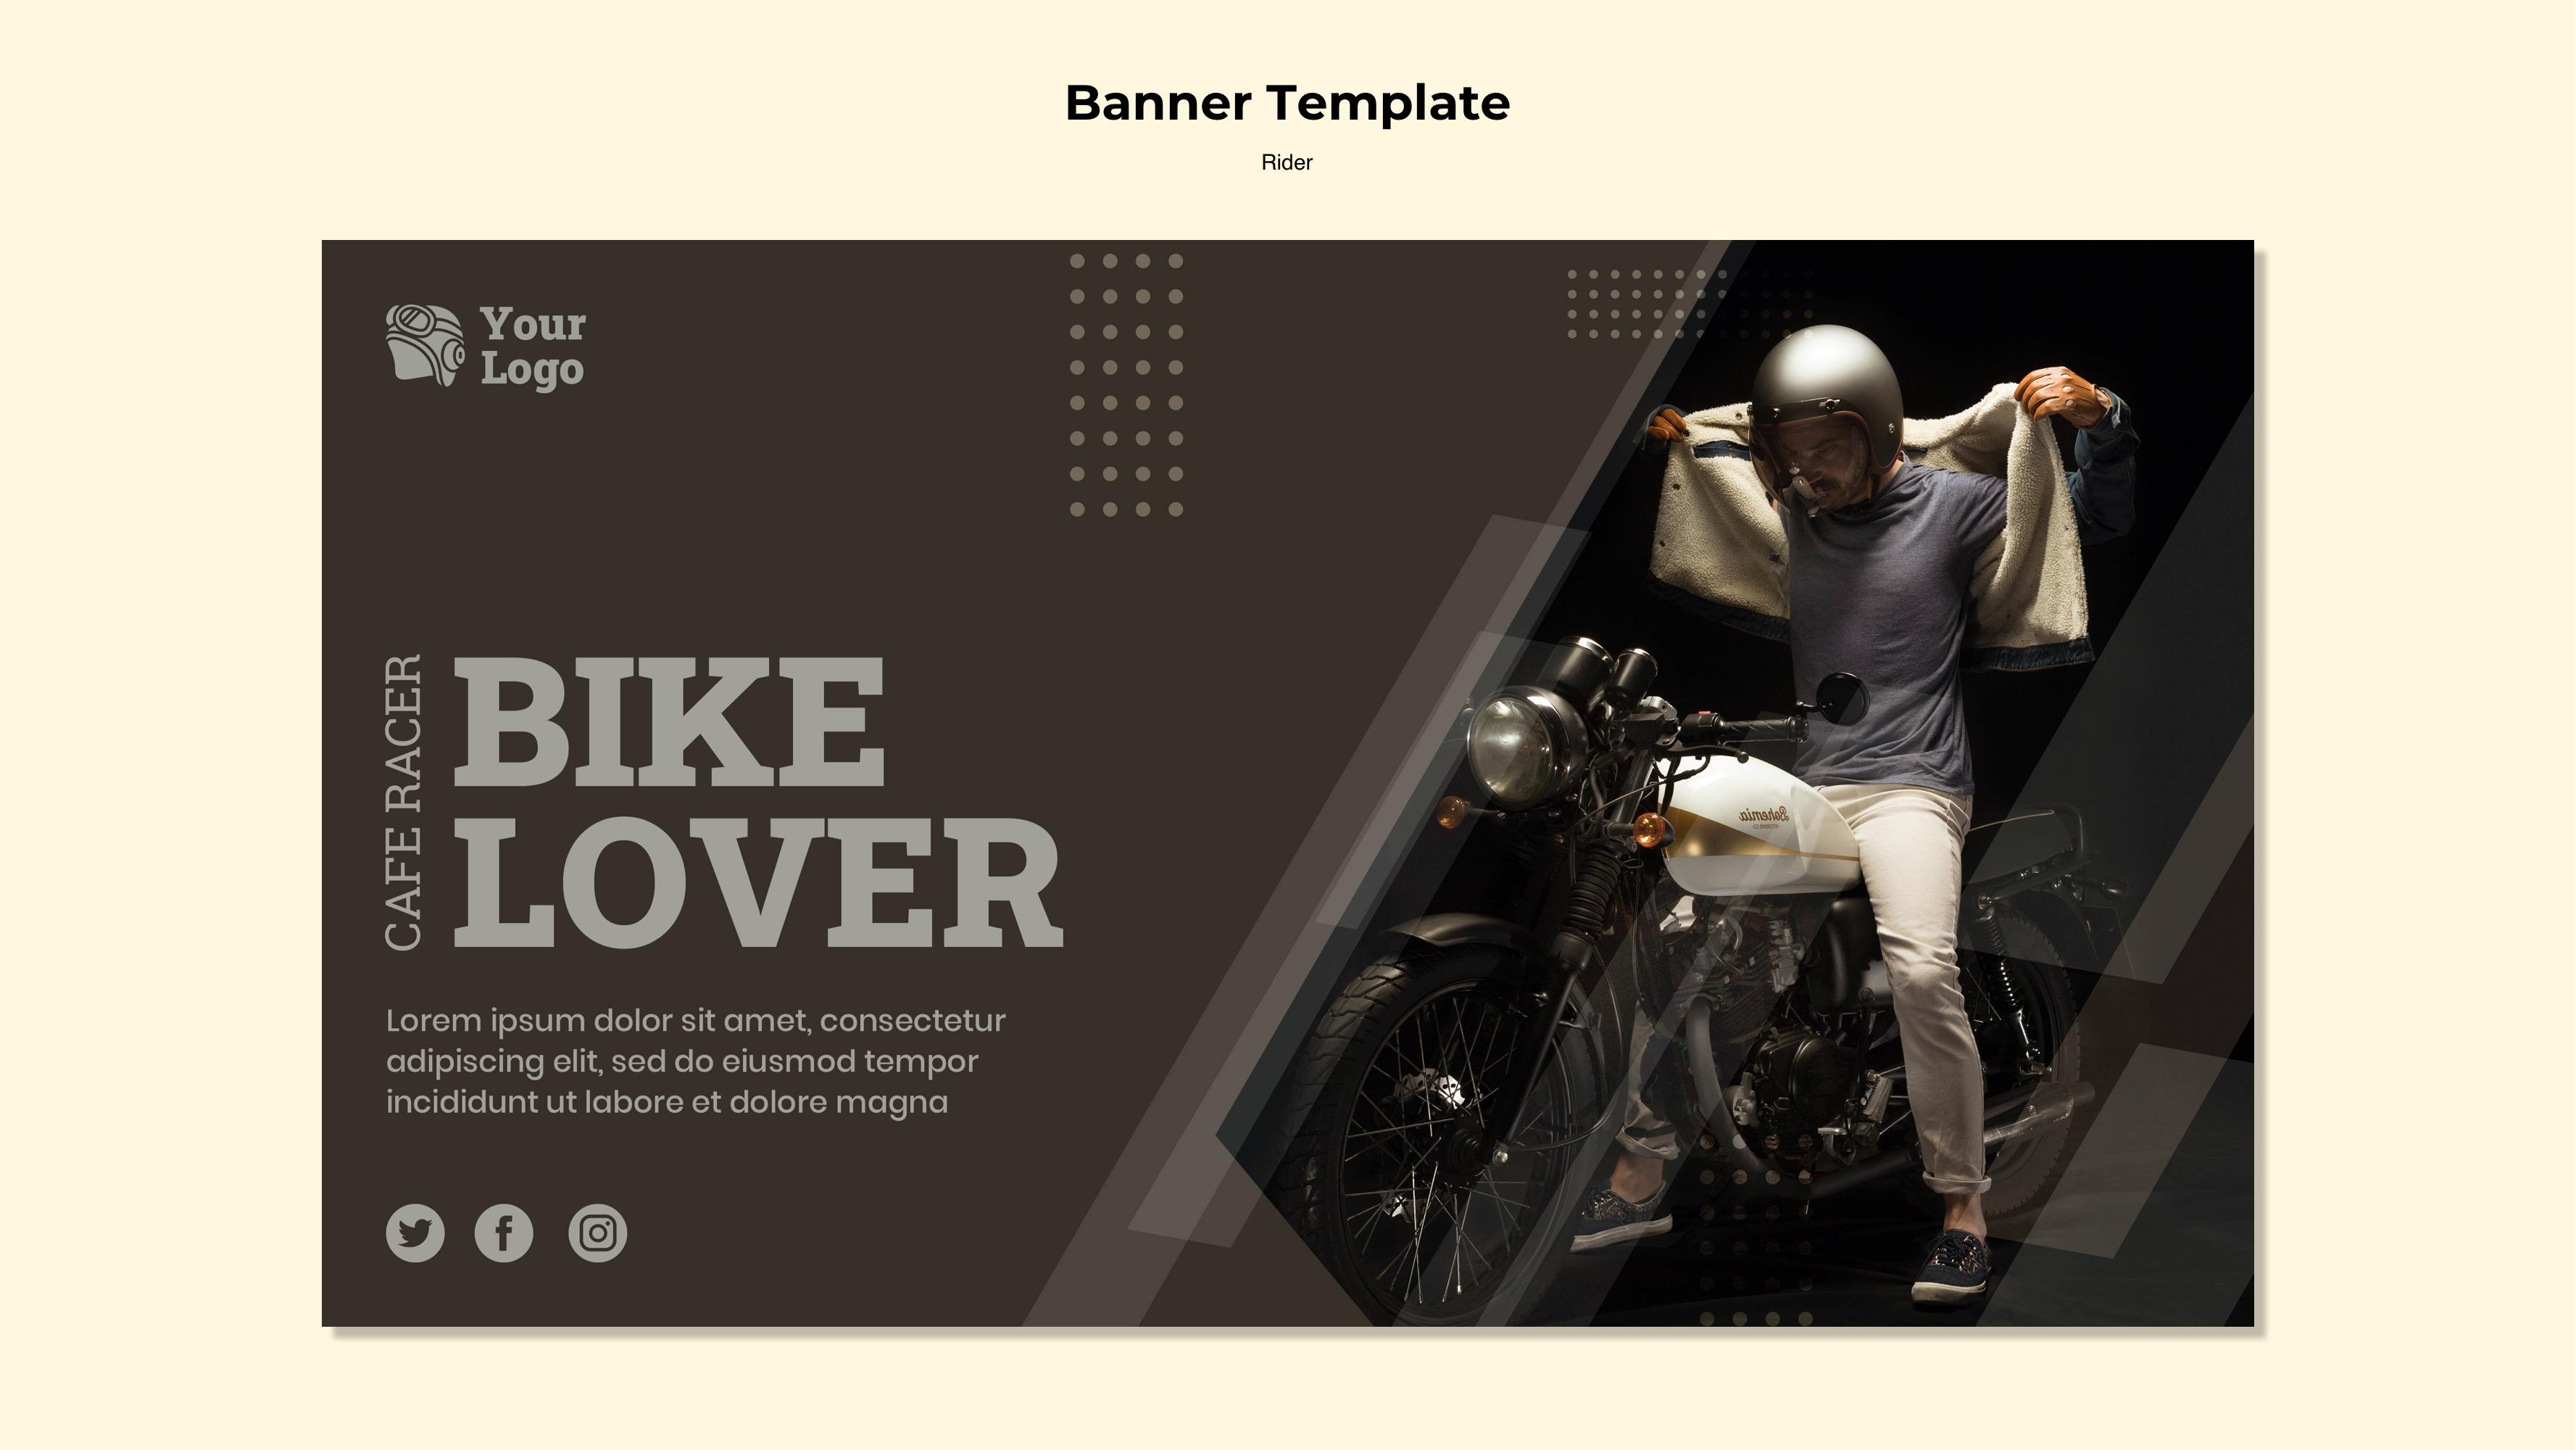 Banner Template
Rider
Your
Logo
CAFE RACER
BIKE
LOVER
Lorem ipsum dolor sit amet, consectetur
adipiscing elit, sed do eiusmod tempor
incididunt ut labore et dolore magna
Bohemia